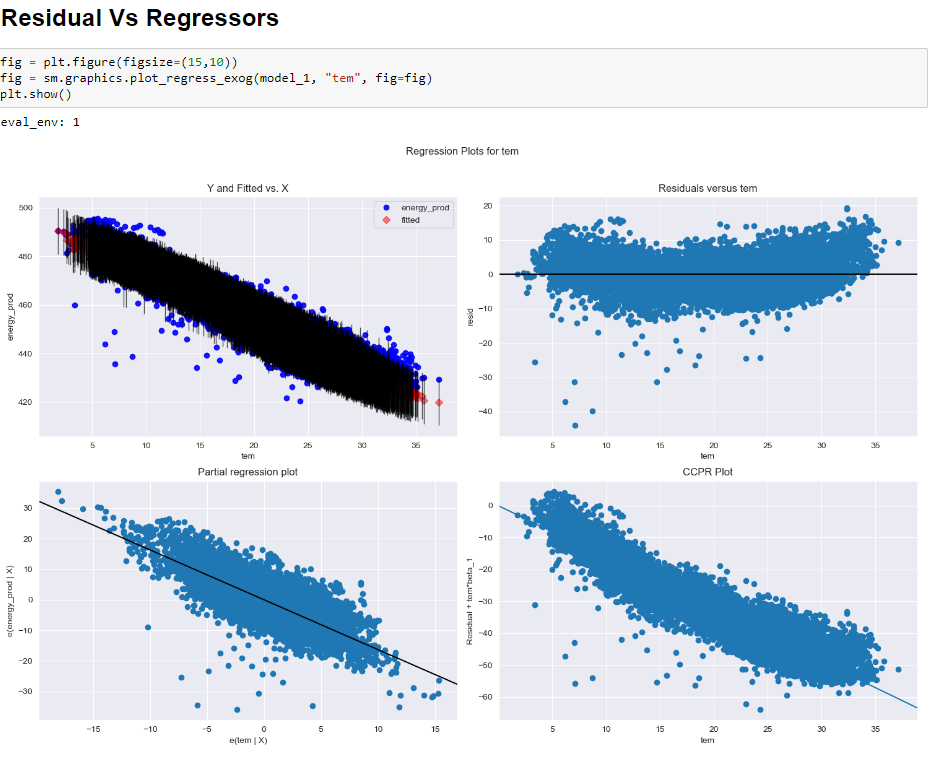 Residual Vs Regressors
fig = plt.figure(figsize=(15,10))
fig = sm.graphics.plot_regress_exog(model_1, "tem", fig=fig)
plt.show()
eval_env: 1
Regression Plots for tem
Y and Fitted vs. X
energy_prod
fitted
500
480
460
440
420
energy_prod
5 10 15 20 25 30 35
tem
Residuals versus tem
20
10
0
−10
−20
−30
−40
resid
5 10 15 20 25 30 35
tem
Partial regression plot
30
20
10
0
−10
−20
−30
e(energy_prod | X)
−15 −10 −5 0 5 10 15
e(tem | X)
CCPR Plot
0
−10
−20
−30
−40
−50
−60
Residual + tem*beta_1
5 10 15 20 25 30 35
tem